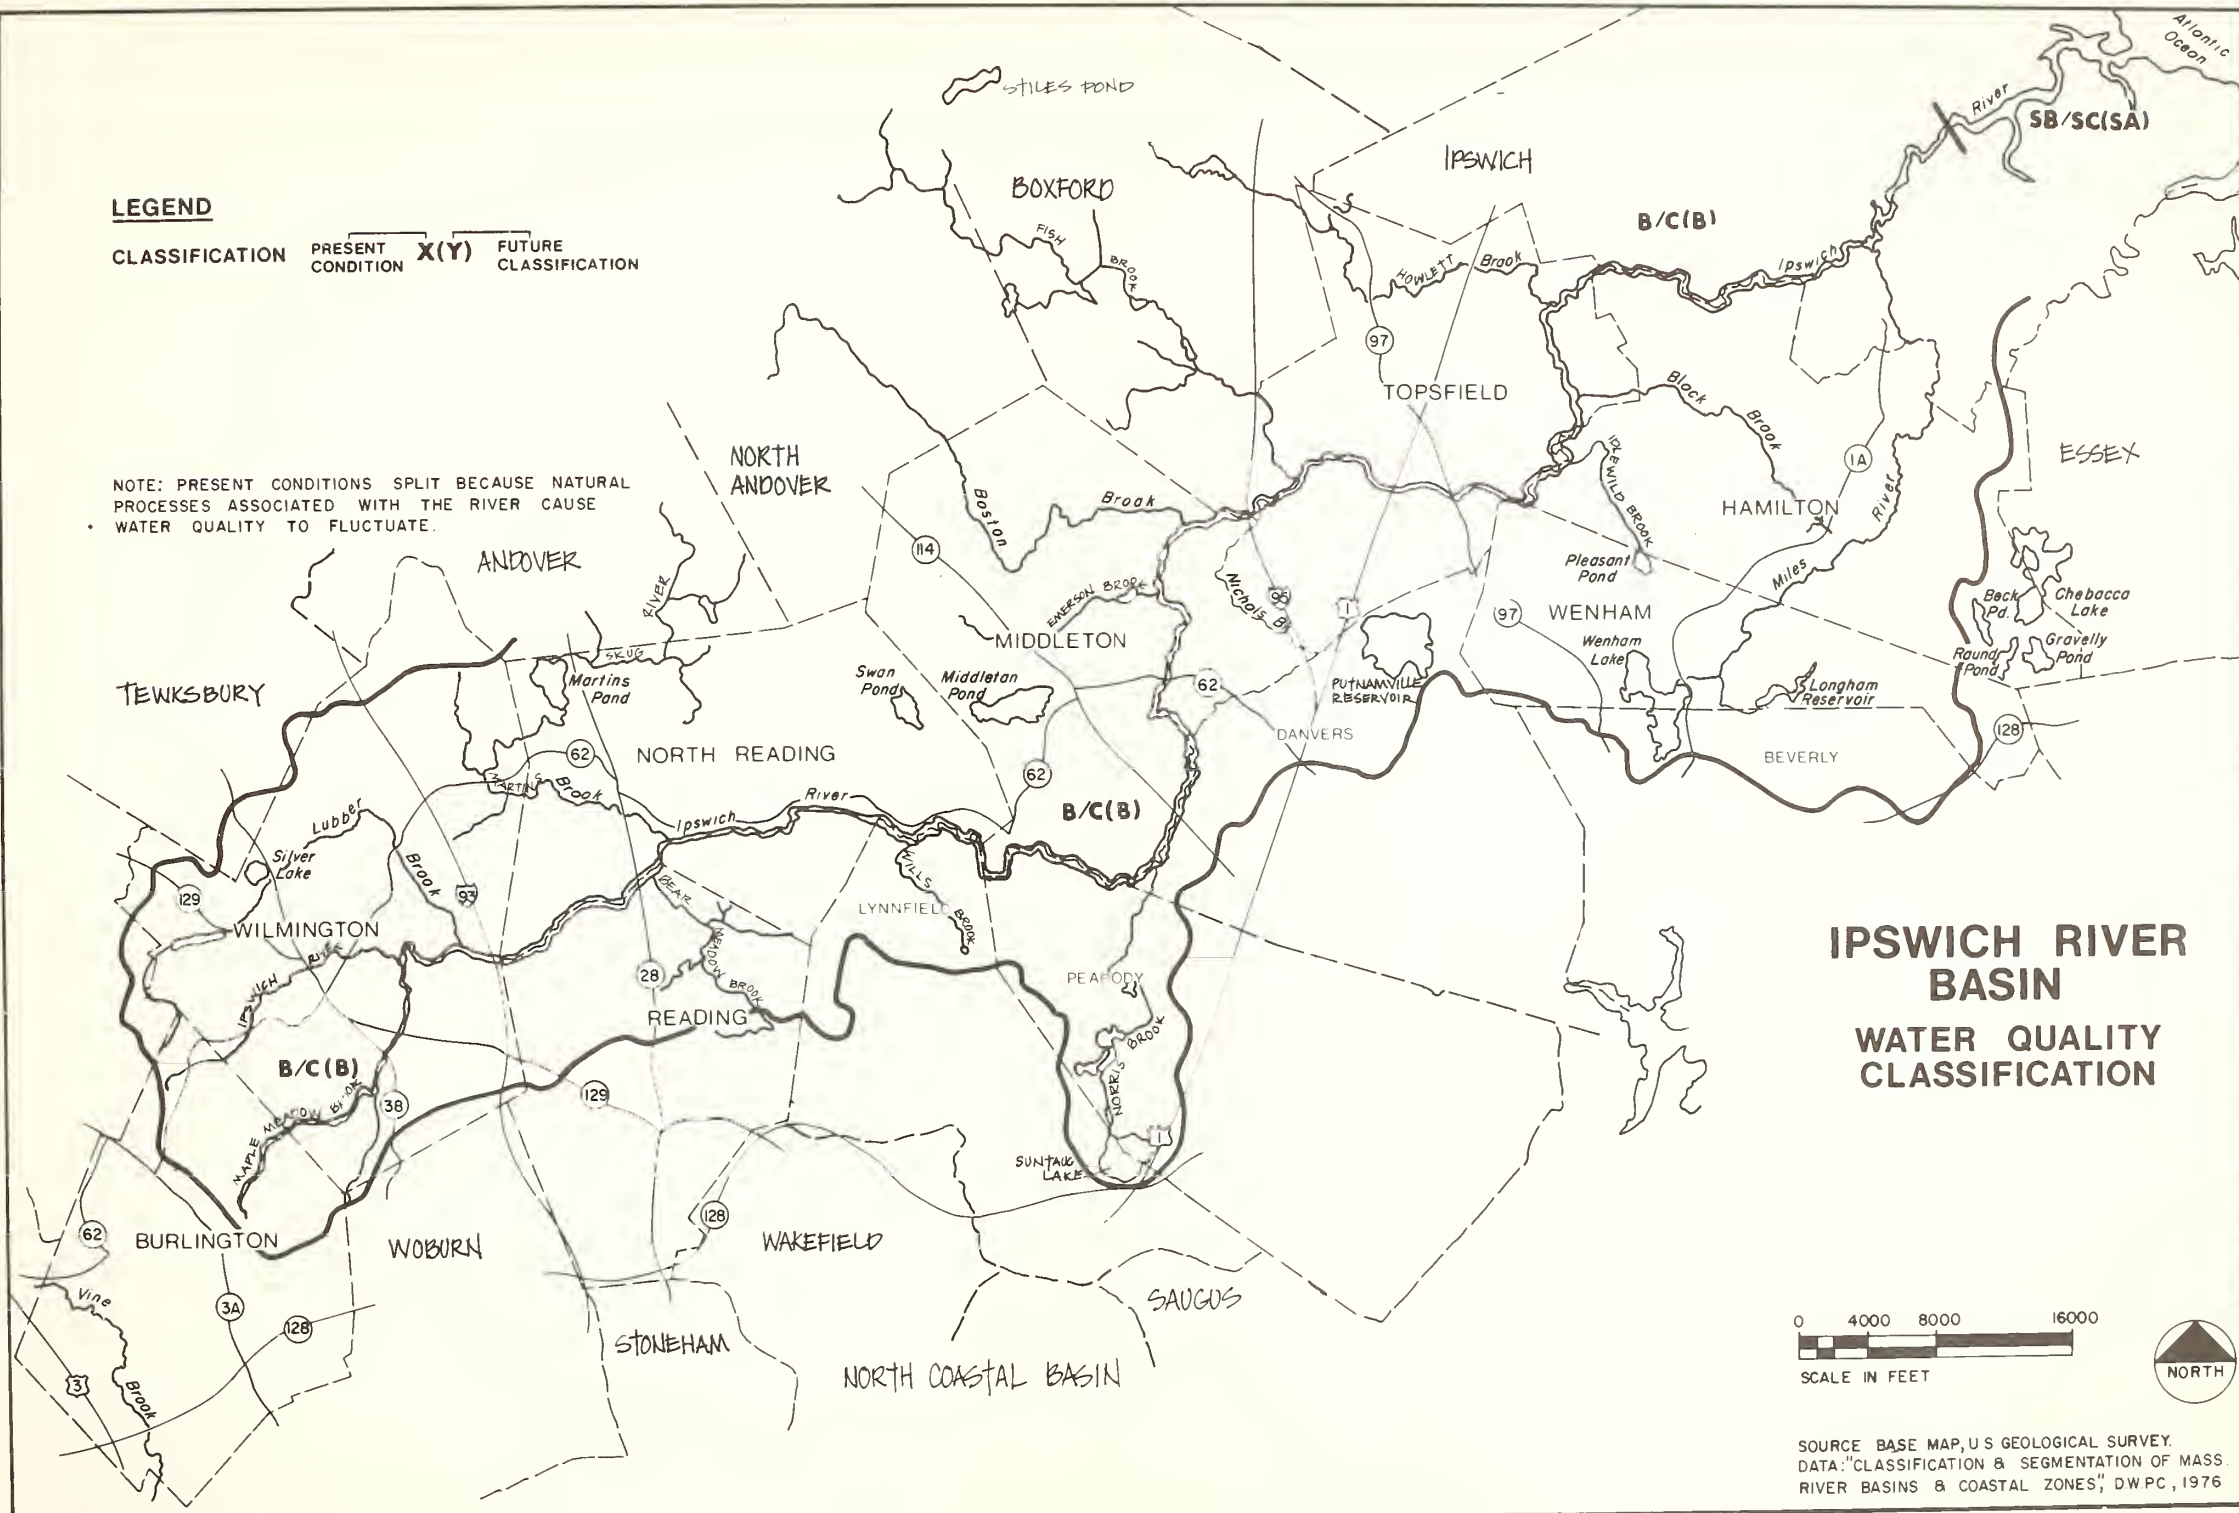 Atlantic
Ocean
STILES POND
River
SB/SC(SA)
IPSWICH
BOXFORD
LEGEND
CLASSIFICATION PRESENT CONDITION X(Y) FUTURE CLASSIFICATION
B/C(B)
FISH
BROOK
HOWLETT Brook
Ipswich
97
TOPSFIELD
Black
Brook
1A
ESSEX
NORTH
ANDOVER
NOTE: PRESENT CONDITIONS SPLIT BECAUSE NATURAL
PROCESSES ASSOCIATED WITH THE RIVER CAUSE
WATER QUALITY TO FLUCTUATE.
IDLEWILD BROOK
Boston
Brook
HAMILTON
River
114
ANDOVER
Pleasant
Pond
Miles
RIVER
EMERSON BROOK
Nichols B
95
1
97
WENHAM
Beck
Pd.
Chebacco
Lake
MIDDLETON
Wenham
Lake
Gravelly
Pond
Round
Pond
SKUG
Martins
Pond
TEWKSBURY
Swan
Pond
Middleton
Pond
62
PUTNAMVILLE
RESERVOIR
Longham
Reservoir
128
DANVERS
BEVERLY
62
NORTH READING
62
MARTINS
Brook
River
Ipswich
B/C(B)
Lubber
Brook
Silver
Lake
93
129
WILLS
BROOK
BEAR
MEADOW
BROOK
LYNNFIELD
WILMINGTON
IPSWICH RIVER
28
PEABODY
READING
IPSWICH RIVER
BASIN
WATER QUALITY
CLASSIFICATION
B/C(B)
38
129
NORRIS
BROOK
MAPLE MEADOW BROOK
1
SUNTAUG
LAKE
128
62
BURLINGTON
WOBURN
WAKEFIELD
Vine
Brook
3A
128
3
SAUGUS
STONEHAM
NORTH COASTAL BASIN
0 4000 8000 16000
SCALE IN FEET
NORTH
SOURCE BASE MAP, U S GEOLOGICAL SURVEY.
DATA: "CLASSIFICATION & SEGMENTATION OF MASS.
RIVER BASINS & COASTAL ZONES", D.W.P.C., 1976